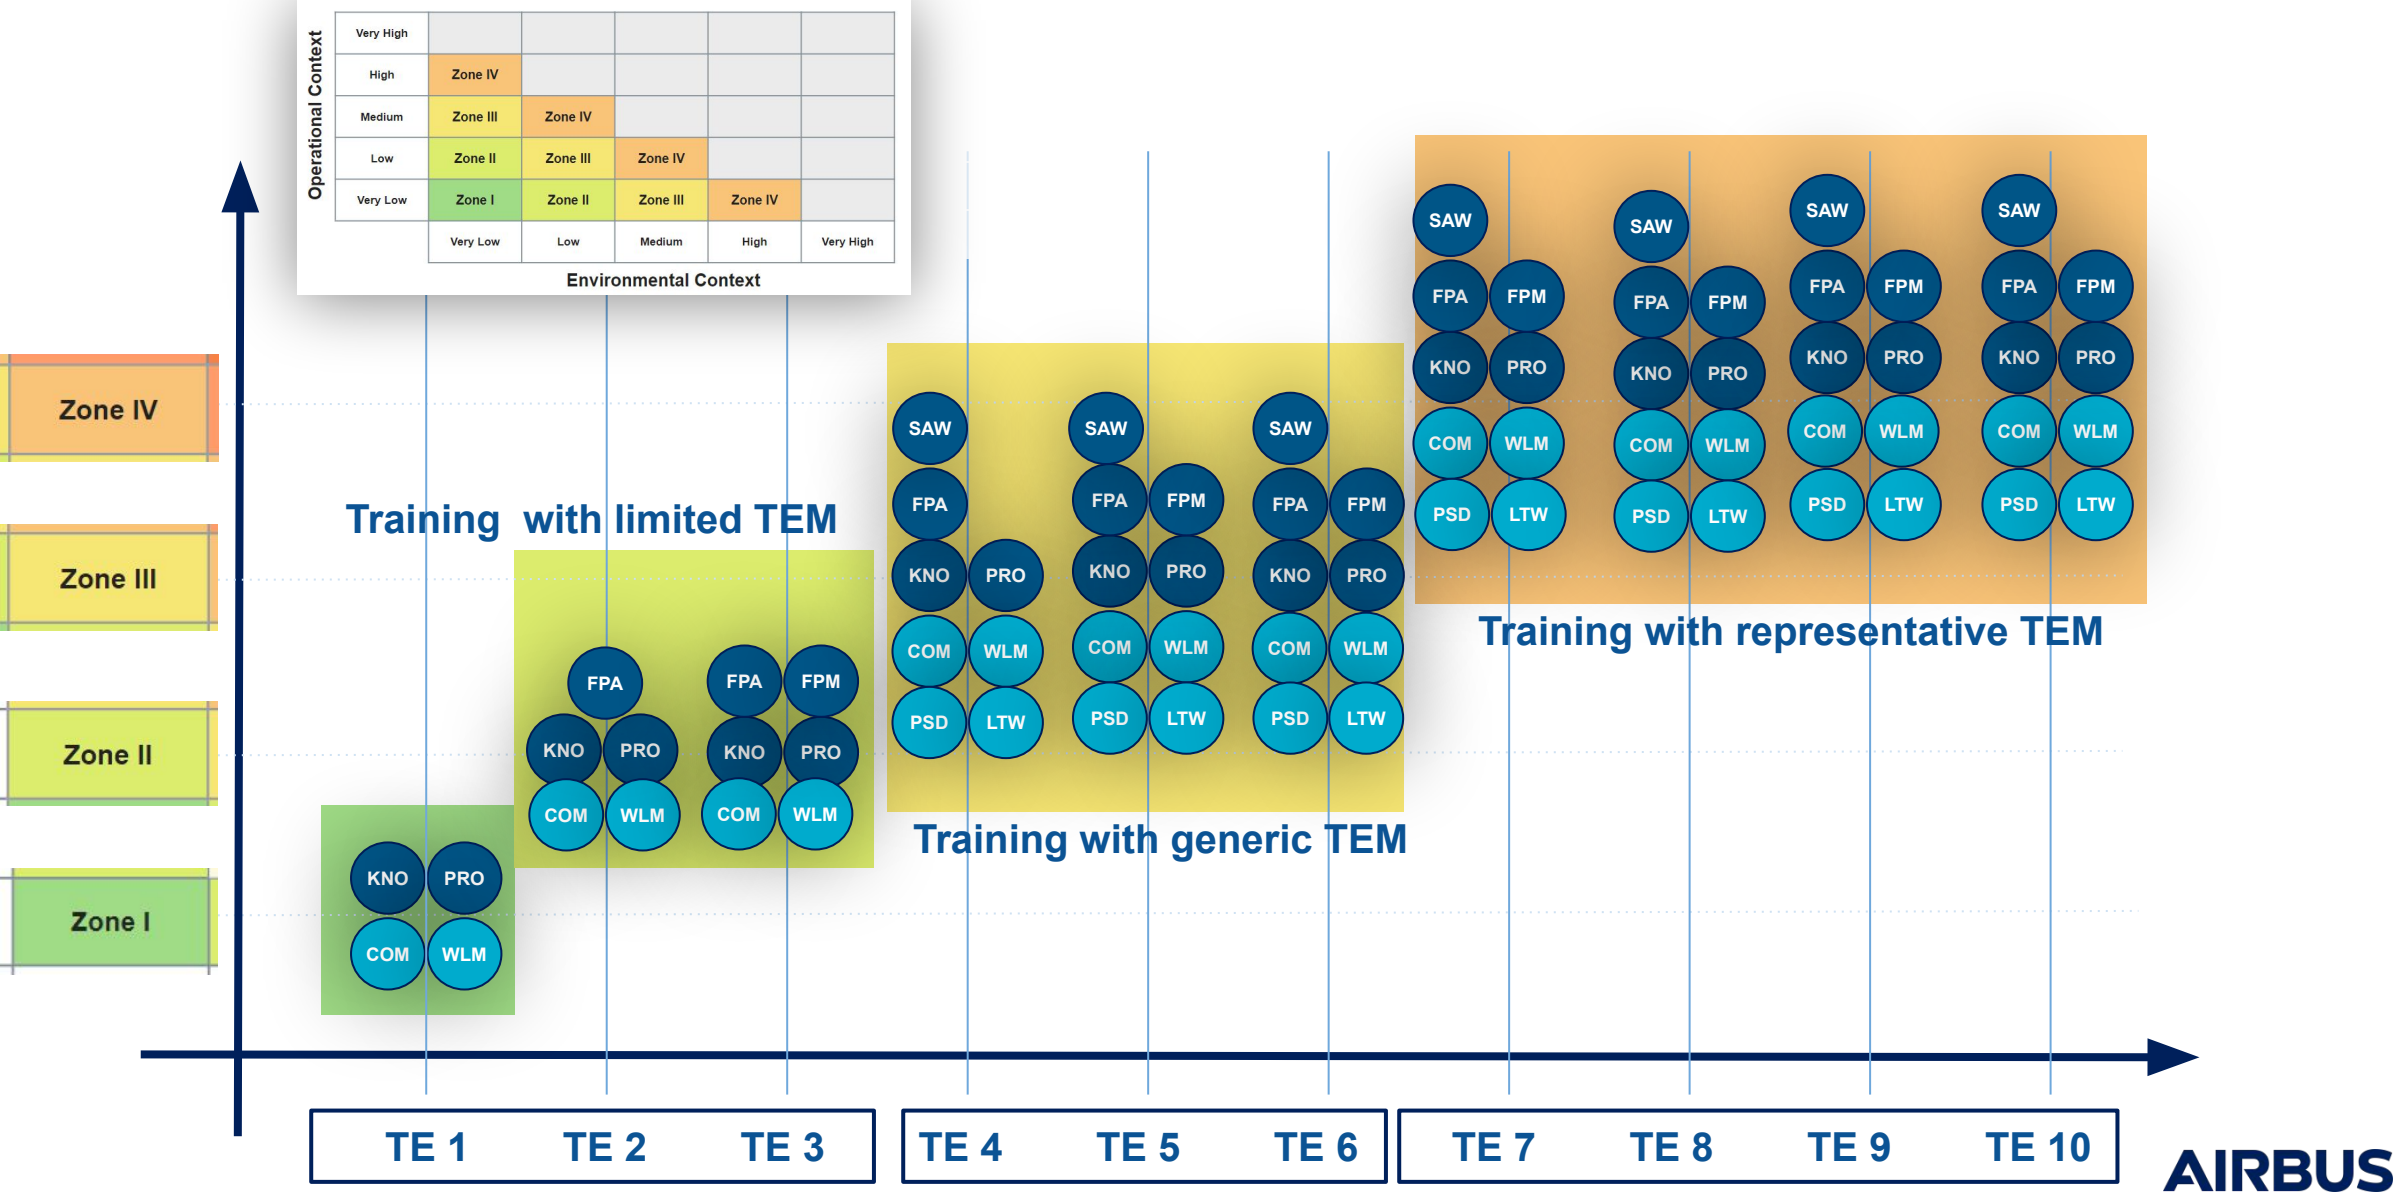 Operational Context
Very High
High
Zone IV
Medium
Zone III
Zone IV
Low
Zone II
Zone III
Zone IV
Very Low
Zone I
Zone II
Zone III
Zone IV
Very Low
Low
Medium
High
Very High
Environmental Context
Zone IV
Zone III
Zone II
Zone I
Training with limited TEM
KNO PRO
COM WLM
FPA
KNO PRO
COM WLM
FPA FPM
KNO PRO
COM WLM
SAW
FPA
KNO PRO
COM WLM
PSD LTW
SAW
FPA FPM
KNO PRO
COM WLM
PSD LTW
SAW
FPA FPM
KNO PRO
COM WLM
PSD LTW
Training with generic TEM
SAW
FPA FPM
KNO PRO
COM WLM
PSD LTW
SAW
FPA FPM
KNO PRO
COM WLM
PSD LTW
SAW
FPA FPM
KNO PRO
COM WLM
PSD LTW
SAW
FPA FPM
KNO PRO
COM WLM
PSD LTW
Training with representative TEM
TE 1 TE 2 TE 3 TE 4 TE 5 TE 6 TE 7 TE 8 TE 9 TE 10
AIRBUS